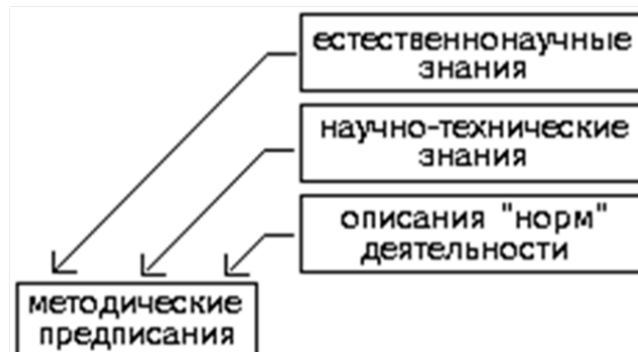 естественнонаучные
знания
научно-технические
знания
описания "норм"
деятельности
методические
предписания